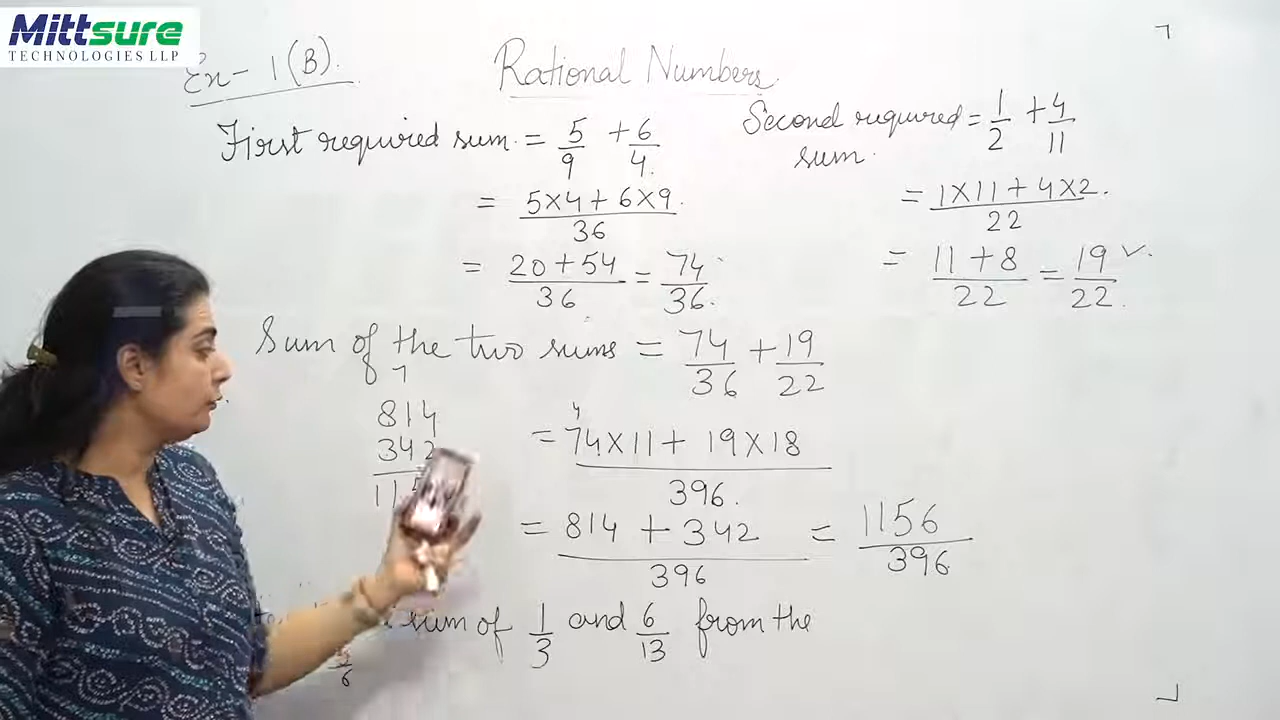 Mittsure
TECHNOLOGIES LLP
Ex- 1(B).
Rational Numbers
First required sum. = 5/9 + 6/4.
= 5×4+6×9/36
= 20+54/36 = 74/36.
Second required = 1/2 + 4/11
sum.
= 1×11+4×2./22
= 11+8/22 = 19/22. ✓
Sum of the two sums = 74/36 + 19/22
814
342
= 74×11+ 19×18/396.
= 814 + 342/396 = 1156/396
sum of 1/3 and 6/13 from the